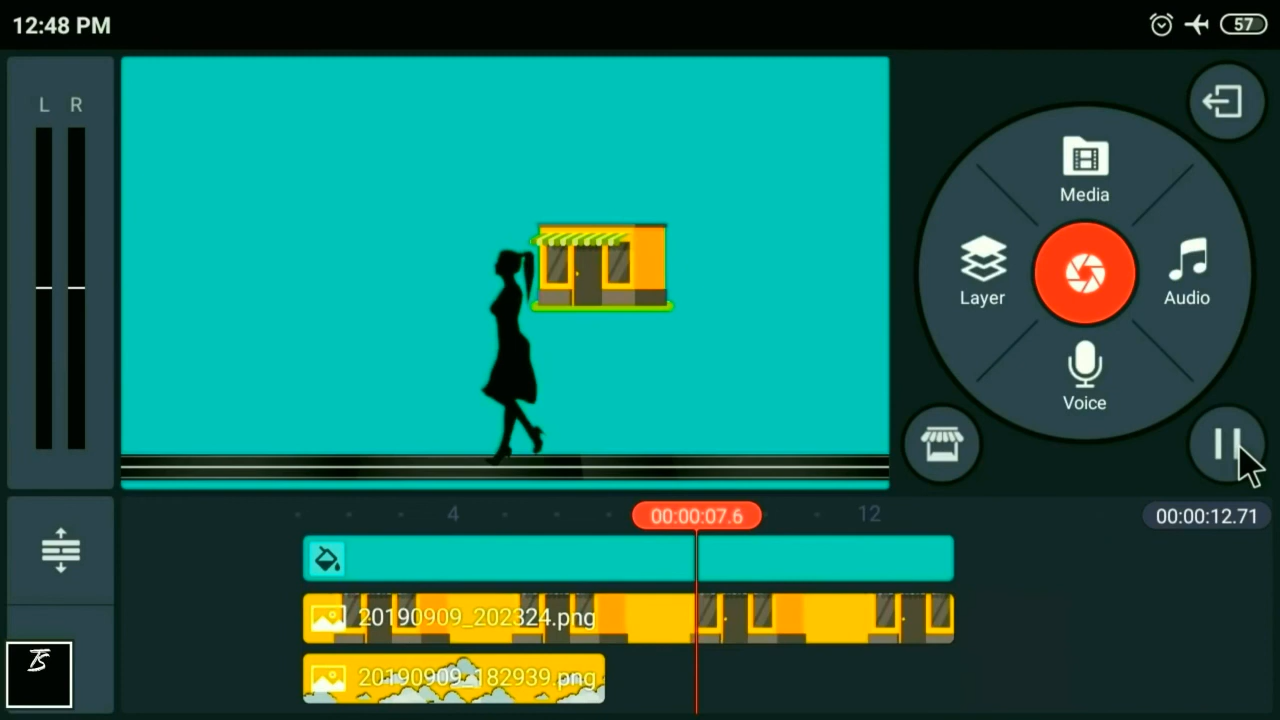 12:48 PM
57
L R
Media
Layer
Audio
Voice
4
00:00:07.6
12
00:00:12.71
20190909_202324.png
20190909_182939.png
TS